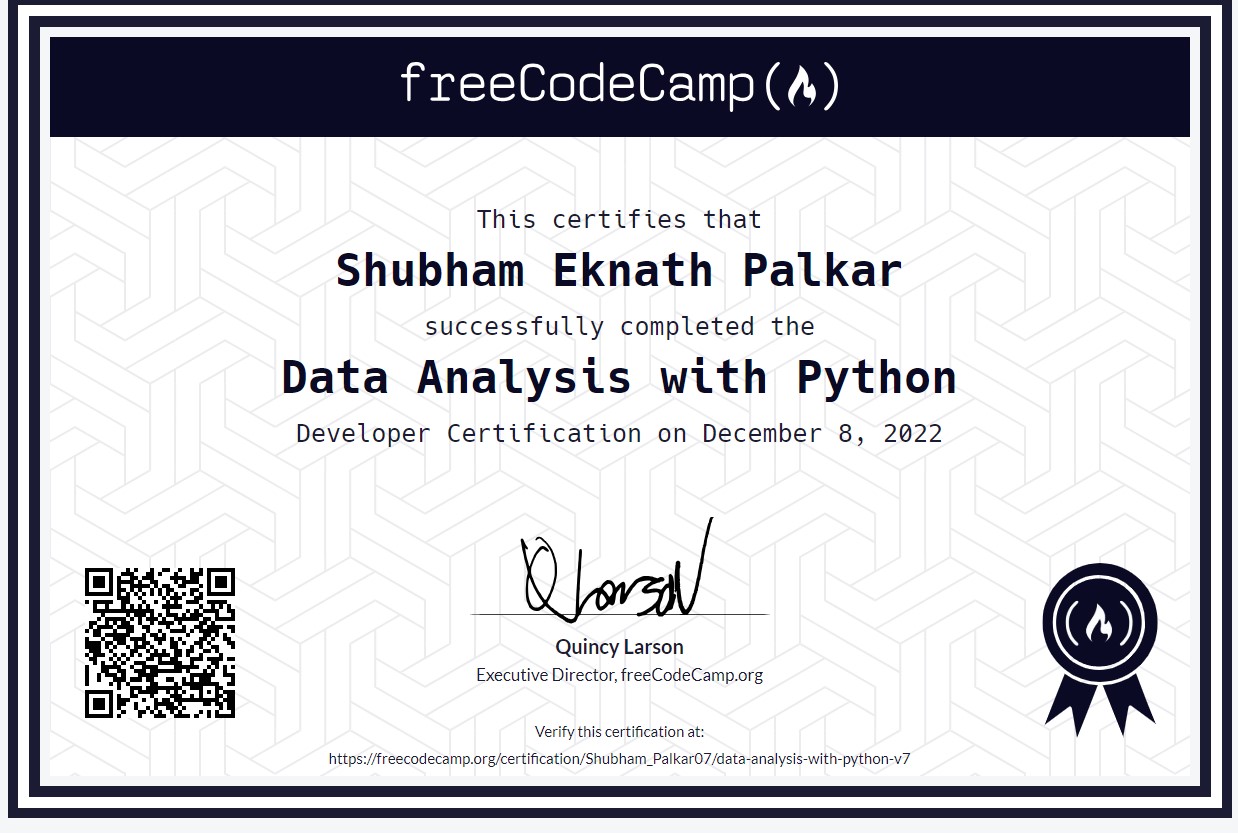 freeCodeCamp
This certifies that
Shubham Eknath Palkar
successfully completed the
Data Analysis with Python
Developer Certification on December 8, 2022
Q Larson
Quincy Larson
Executive Director, freeCodeCamp.org
Verify this certification at:
https://freecodecamp.org/certification/Shubham_Palkar07/data-analysis-with-python-v7